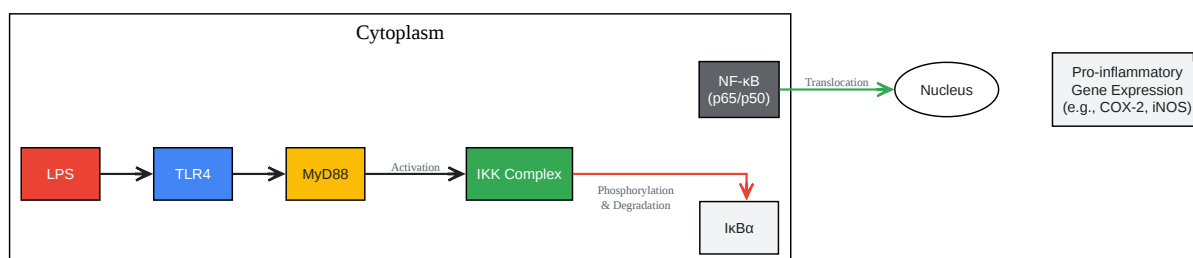 Cytoplasm
NF-κB
(p65/p50)
Translocation
Nucleus
Pro-inflammatory
Gene Expression
(e.g., COX-2, iNOS)
LPS
TLR4
MyD88
Activation
IKK Complex
Phosphorylation
& Degradation
IκBα